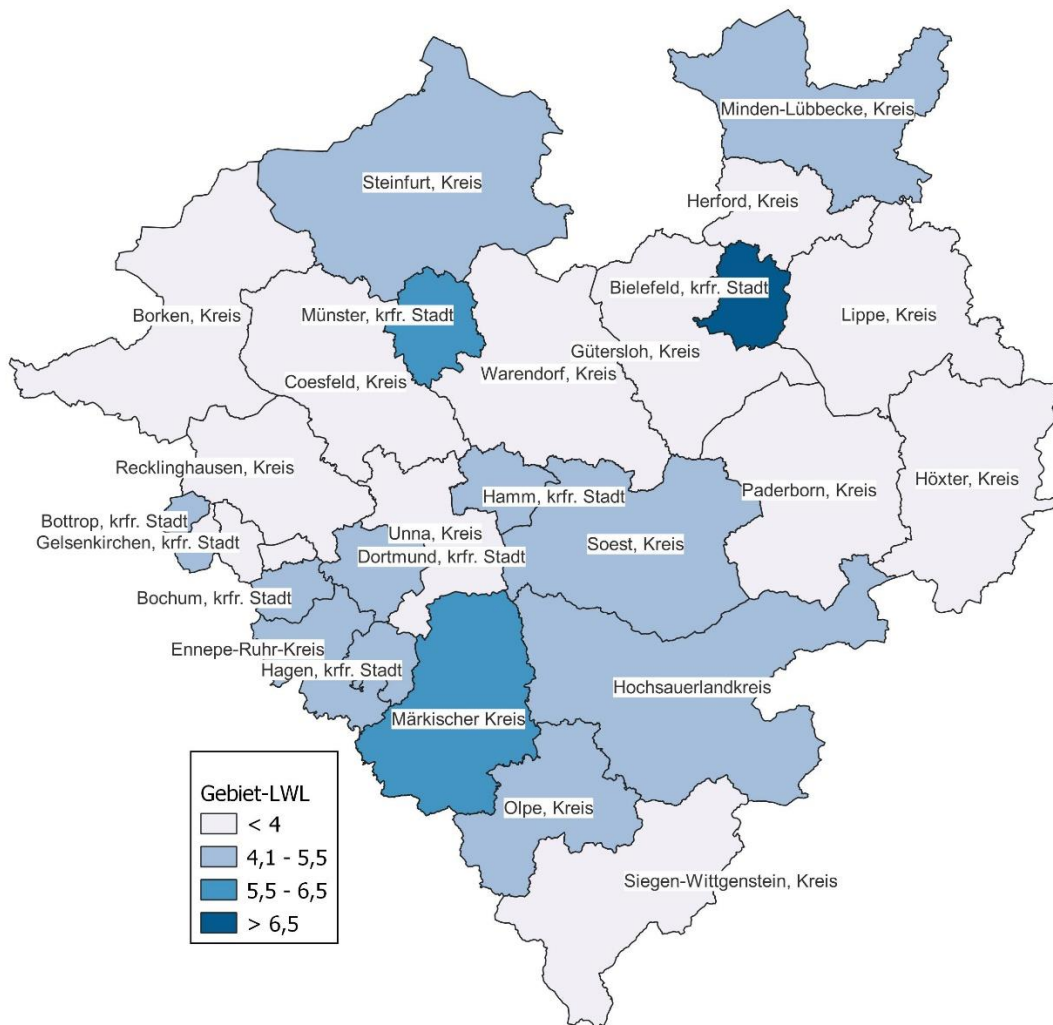 Minden-Lübbecke, Kreis
Steinfurt, Kreis
Herford, Kreis
Bielefeld, krfr. Stadt
Münster, krfr. Stadt
Borken, Kreis
Lippe, Kreis
Gütersloh, Kreis
Coesfeld, Kreis
Warendorf, Kreis
Recklinghausen, Kreis
Höxter, Kreis
Paderborn, Kreis
Hamm, krfr. Stadt
Bottrop, krfr. Stadt
Unna, Kreis
Gelsenkirchen, krfr. Stadt
Soest, Kreis
Dortmund, krfr. Stadt
Bochum, krfr. Stadt
Ennepe-Ruhr-Kreis
Hagen, krfr. Stadt
Hochsauerlandkreis
Märkischer Kreis
Olpe, Kreis
Siegen-Wittgenstein, Kreis
Gebiet-LWL
< 4
4,1 - 5,5
5,5 - 6,5
> 6,5